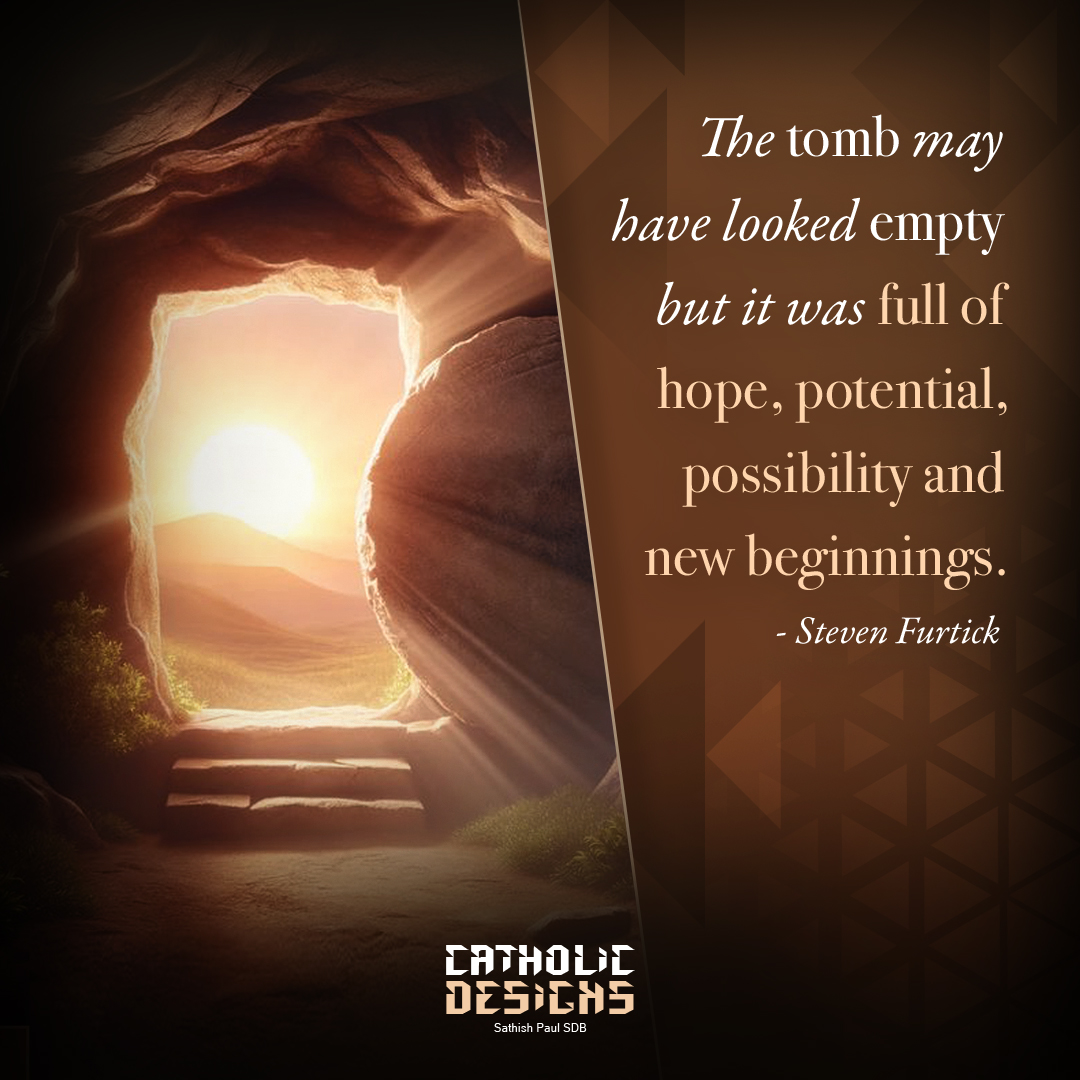 The tomb may
have looked empty
but it was full of
hope, potential,
possibility and
new beginnings.
- Steven Furtick
CATHOLIC
DESIGNS
Sathish Paul SDB